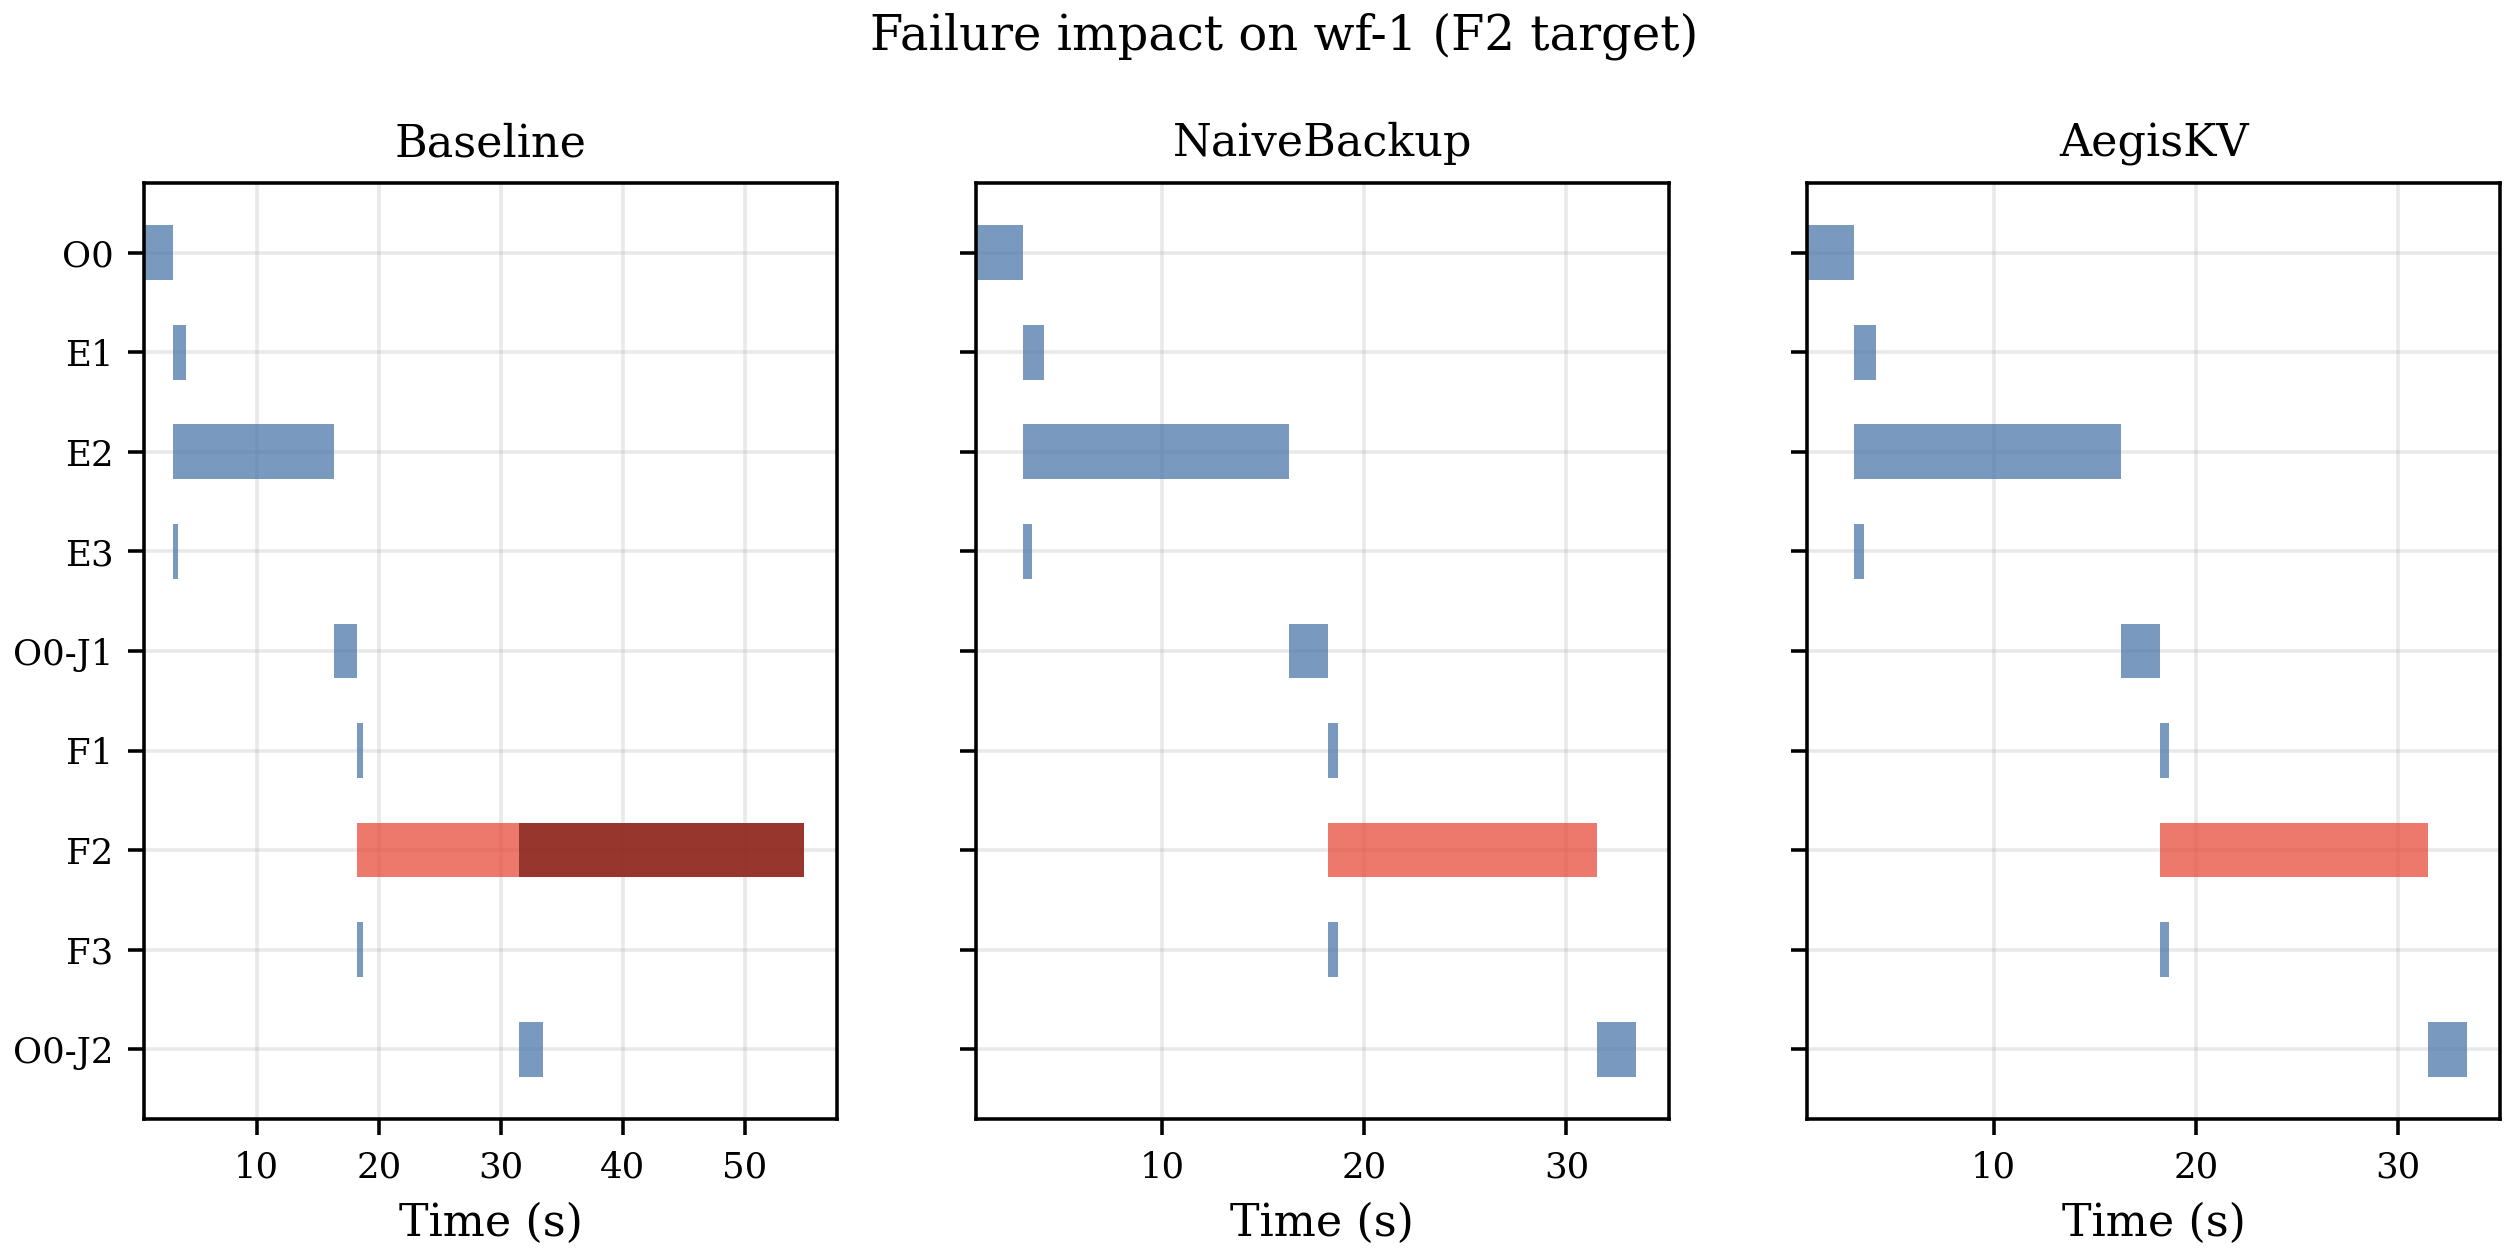 Failure impact on wf-1 (F2 target)
Baseline
NaiveBackup
AegisKV
O0
E1
E2
E3
O0-J1
F1
F2
F3
O0-J2
10 20 30 40 50
10 20 30
10 20 30
Time (s)
Time (s)
Time (s)